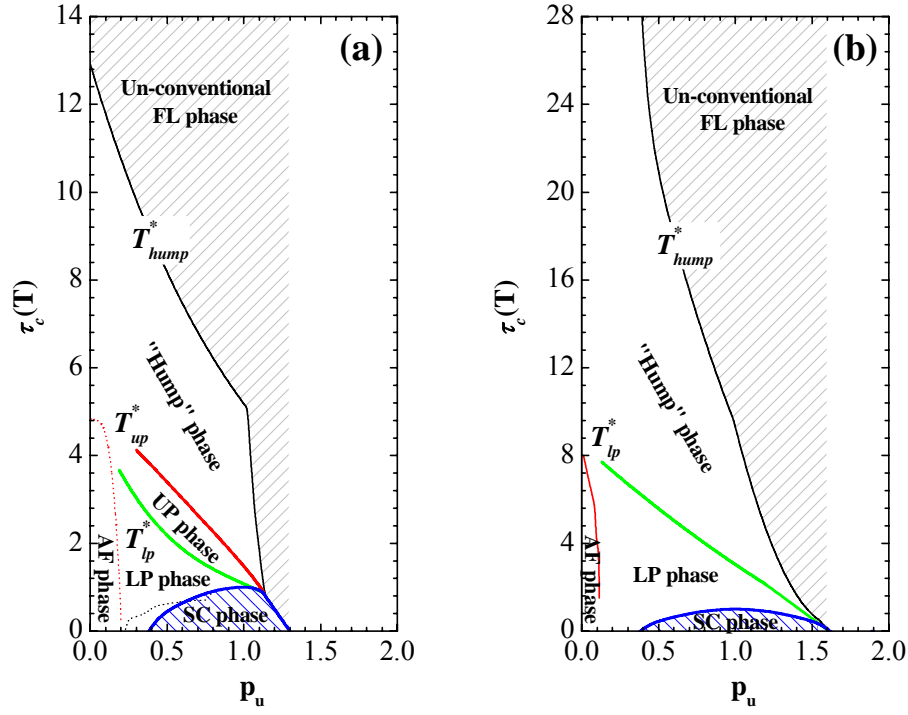 (a)
Un-conventional
FL phase
T*hump
"Hump" phase
T*up
UP phase
T*lp
LP phase
AF phase
SC phase
14
12
10
8
6
4
2
0
0.0 0.5 1.0 1.5 2.0
τc(T)
pu
(b)
Un-conventional
FL phase
T*hump
"Hump" phase
T*lp
LP phase
AF phase
SC phase
28
24
20
16
12
8
4
0
0.0 0.5 1.0 1.5 2.0
τc(T)
pu